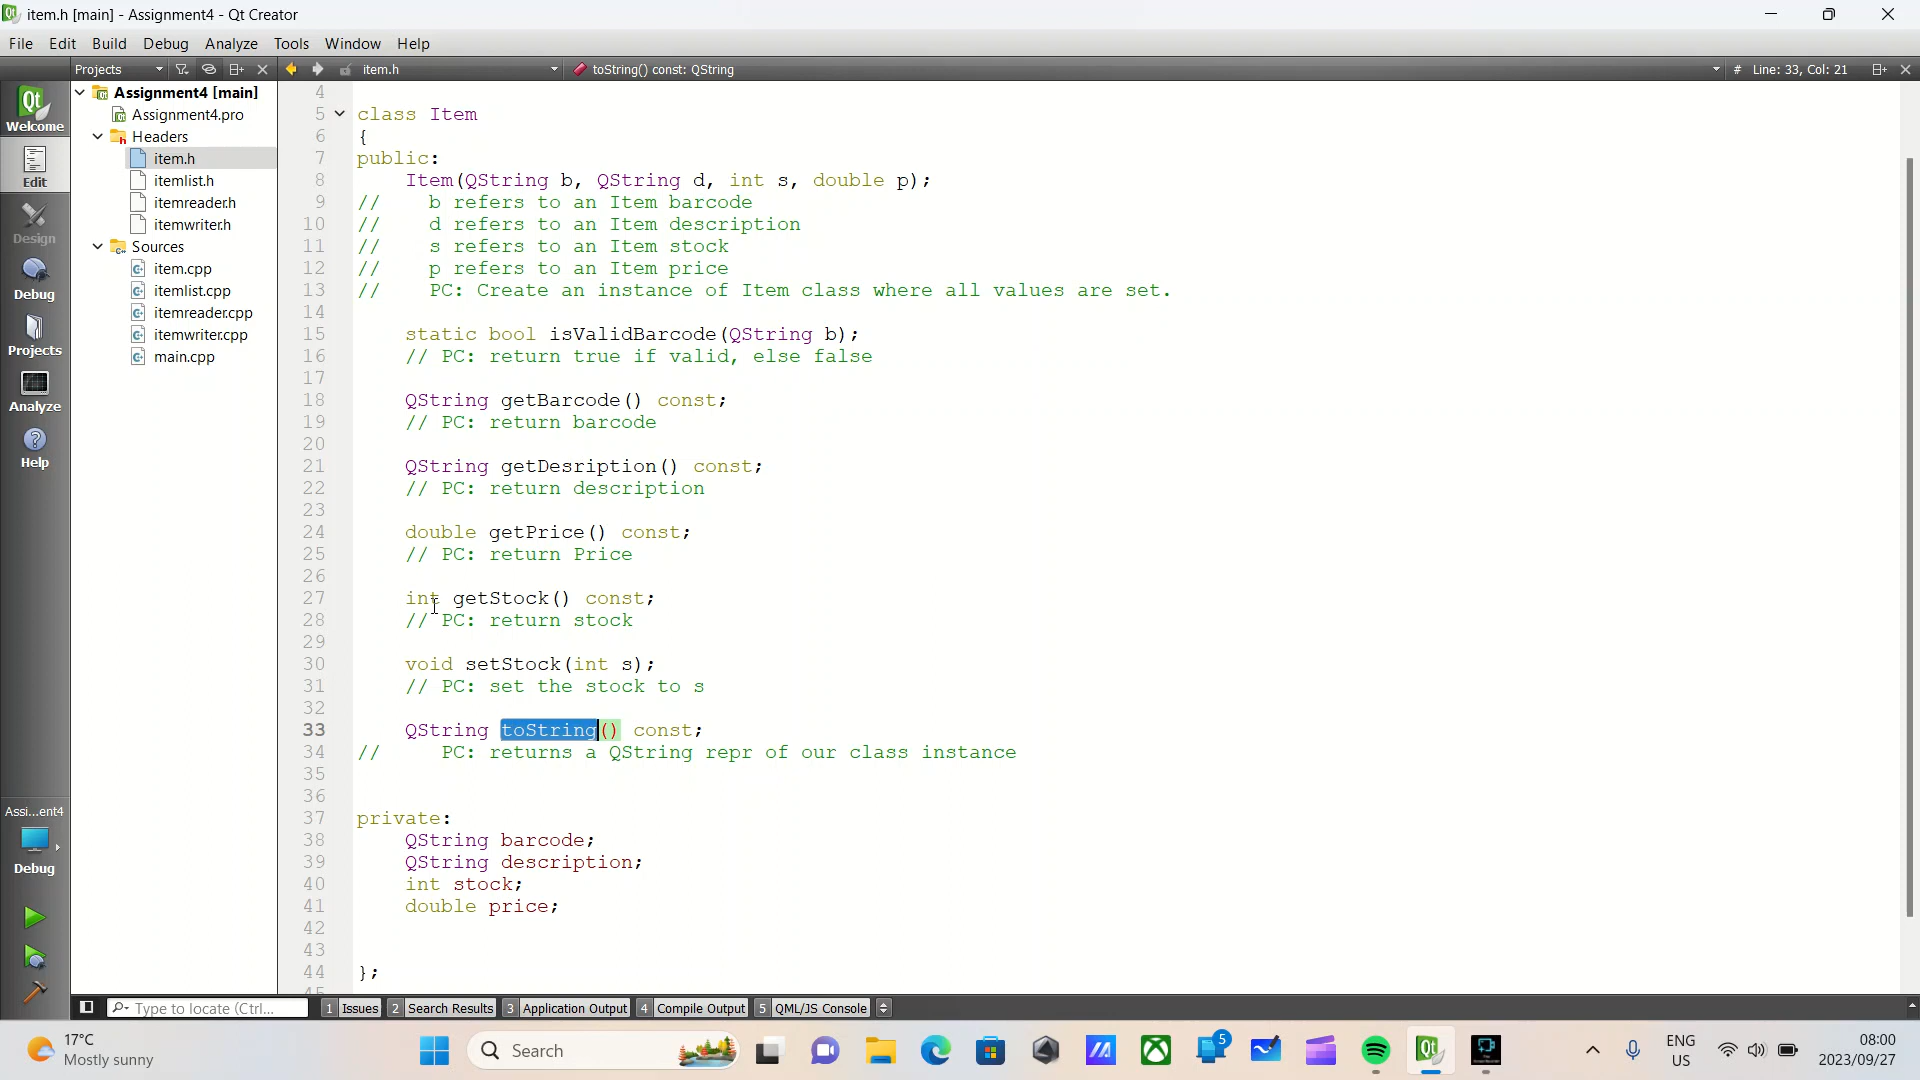 item.h [main] - Assignment4 - Qt Creator
File Edit Build Debug Analyze Tools Window Help
Projects item.h toString() const: QString # Line: 33, Col: 21
Welcome
Edit
Design
Debug
Projects
Analyze
Help
Assi...ent4
Debug
Assignment4 [main]
Assignment4.pro
Headers
item.h
itemlist.h
itemreader.h
itemwriter.h
Sources
item.cpp
itemlist.cpp
itemreader.cpp
itemwriter.cpp
main.cpp
4
5 class Item
6 {
7 public:
8 Item(QString b, QString d, int s, double p);
9 // b refers to an Item barcode
10 // d refers to an Item description
11 // s refers to an Item stock
12 // p refers to an Item price
13 // PC: Create an instance of Item class where all values are set.
14
15 static bool isValidBarcode(QString b);
16 // PC: return true if valid, else false
17
18 QString getBarcode() const;
19 // PC: return barcode
20
21 QString getDesription() const;
22 // PC: return description
23
24 double getPrice() const;
25 // PC: return Price
26
27 int getStock() const;
28 // PC: return stock
29
30 void setStock(int s);
31 // PC: set the stock to s
32
33 QString toString() const;
34 // PC: returns a QString repr of our class instance
35
36
37 private:
38 QString barcode;
39 QString description;
40 int stock;
41 double price;
42
43
44 };
45
Type to locate (Ctrl... 1 Issues 2 Search Results 3 Application Output 4 Compile Output 5 QML/JS Console
17°C
Mostly sunny
Search
5
ENG
US
08:00
2023/09/27